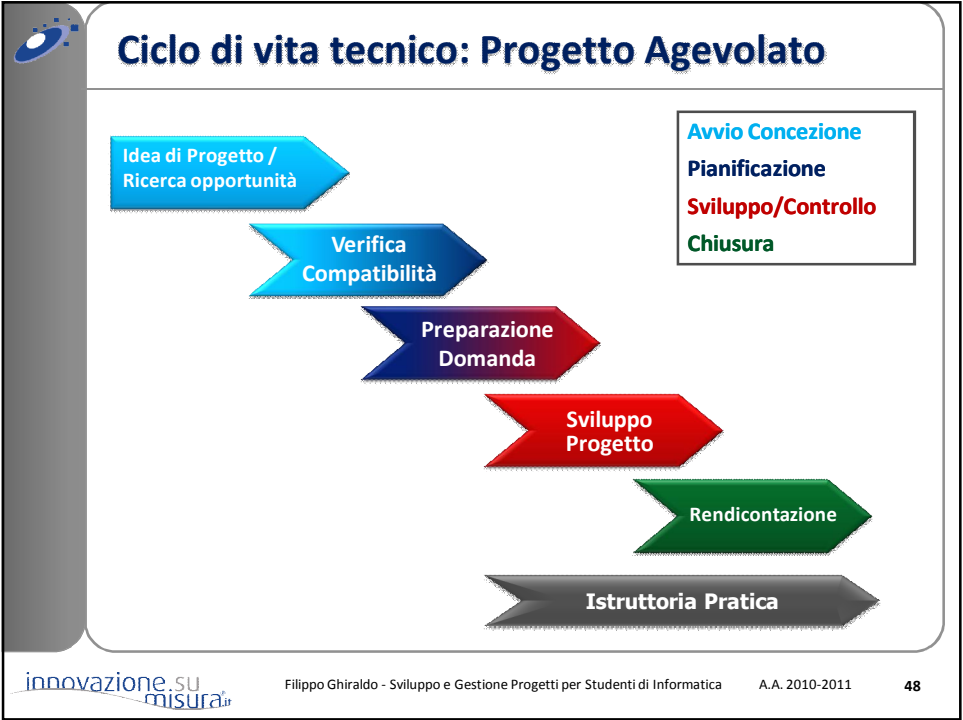 Ciclo di vita tecnico: Progetto Agevolato
Idea di Progetto /
Ricerca opportunità
Avvio Concezione
Pianificazione
Sviluppo/Controllo
Chiusura
Verifica
Compatibilità
Preparazione
Domanda
Sviluppo
Progetto
Rendicontazione
Istruttoria Pratica
innovazione.su
misura.it
Filippo Ghiraldo - Sviluppo e Gestione Progetti per Studenti di Informatica A.A. 2010-2011 48